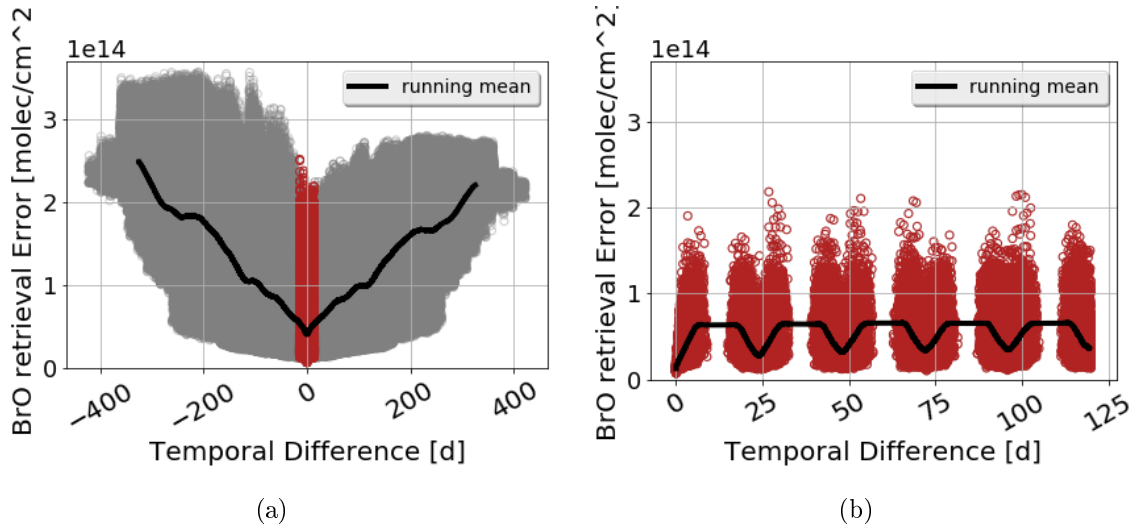 BrO retrieval Error [molec/cm^2
1e14
running mean
3
2
1
0
−400
−200
0
200
400
Temporal Difference [d]
(a)
BrO retrieval Error [molec/cm^2]
1e14
running mean
3
2
1
0
0
25
50
75
100
125
Temporal Difference [d]
(b)